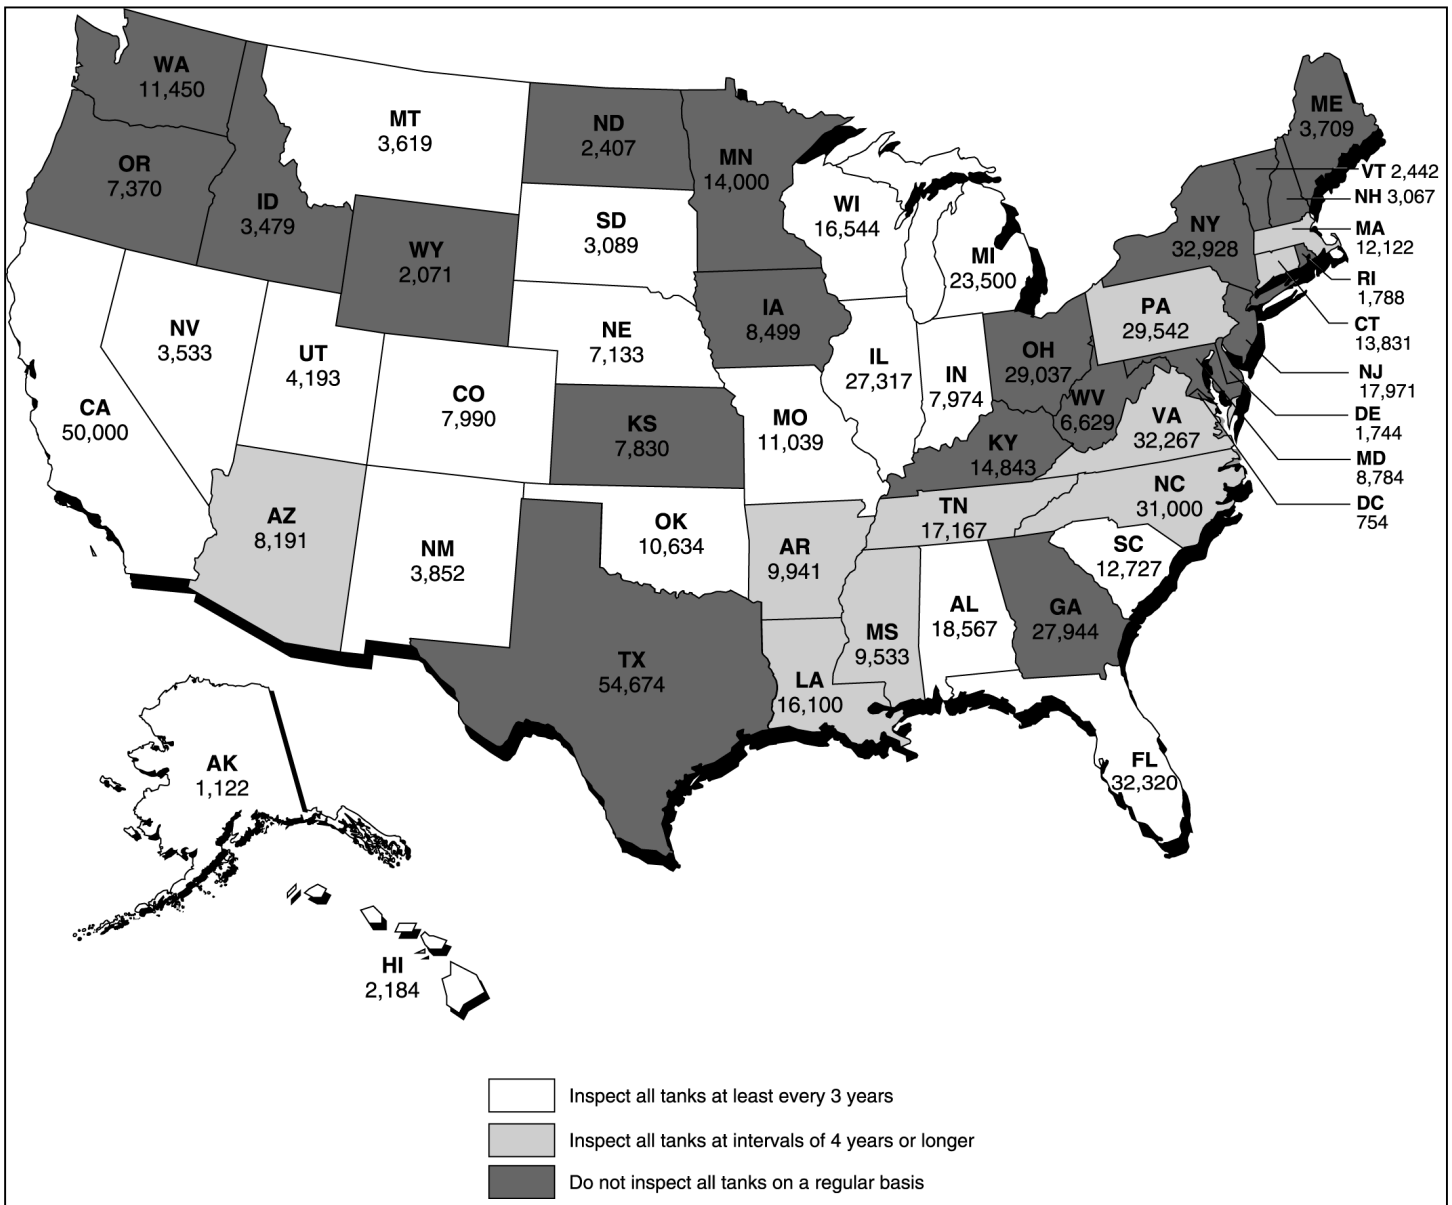 WA
11,450
OR
7,370
ID
3,479
MT
3,619
WY
2,071
ND
2,407
SD
3,089
NE
7,133
KS
7,830
MN
14,000
IA
8,499
WI
16,544
MI
23,500
IL
27,317
IN
7,974
OH
29,037
WV
6,629
KY
14,843
MO
11,039
CA
50,000
NV
3,533
UT
4,193
CO
7,990
AZ
8,191
NM
3,852
OK
10,634
TX
54,674
AR
9,941
LA
16,100
MS
9,533
AL
18,567
GA
27,944
FL
32,320
SC
12,727
NC
31,000
TN
17,167
VA
32,267
PA
29,542
NY
32,928
ME
3,709
VT 2,442
NH 3,067
MA
12,122
RI
1,788
CT
13,831
NJ
17,971
DE
1,744
MD
8,784
DC
754
AK
1,122
HI
2,184
Inspect all tanks at least every 3 years
Inspect all tanks at intervals of 4 years or longer
Do not inspect all tanks on a regular basis